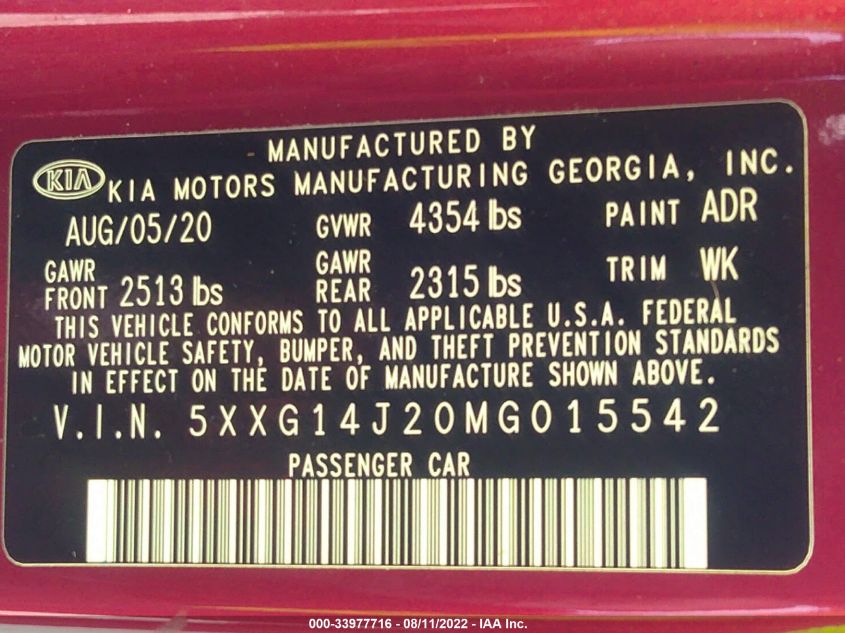 MANUFACTURED BY
KIA KIA MOTORS MANUFACTURING GEORGIA, INC.
AUG/05/20 GVWR 4354 lbs PAINT ADR
GAWR FRONT 2513 lbs GAWR REAR 2315 lbs TRIM WK
THIS VEHICLE CONFORMS TO ALL APPLICABLE U.S.A. FEDERAL
MOTOR VEHICLE SAFETY, BUMPER, AND THEFT PREVENTION STANDARDS
IN EFFECT ON THE DATE OF MANUFACTURE SHOWN ABOVE.
V.I.N. 5XXG14J20MG015542
PASSENGER CAR
000-33977716 - 08/11/2022 - IAA Inc.